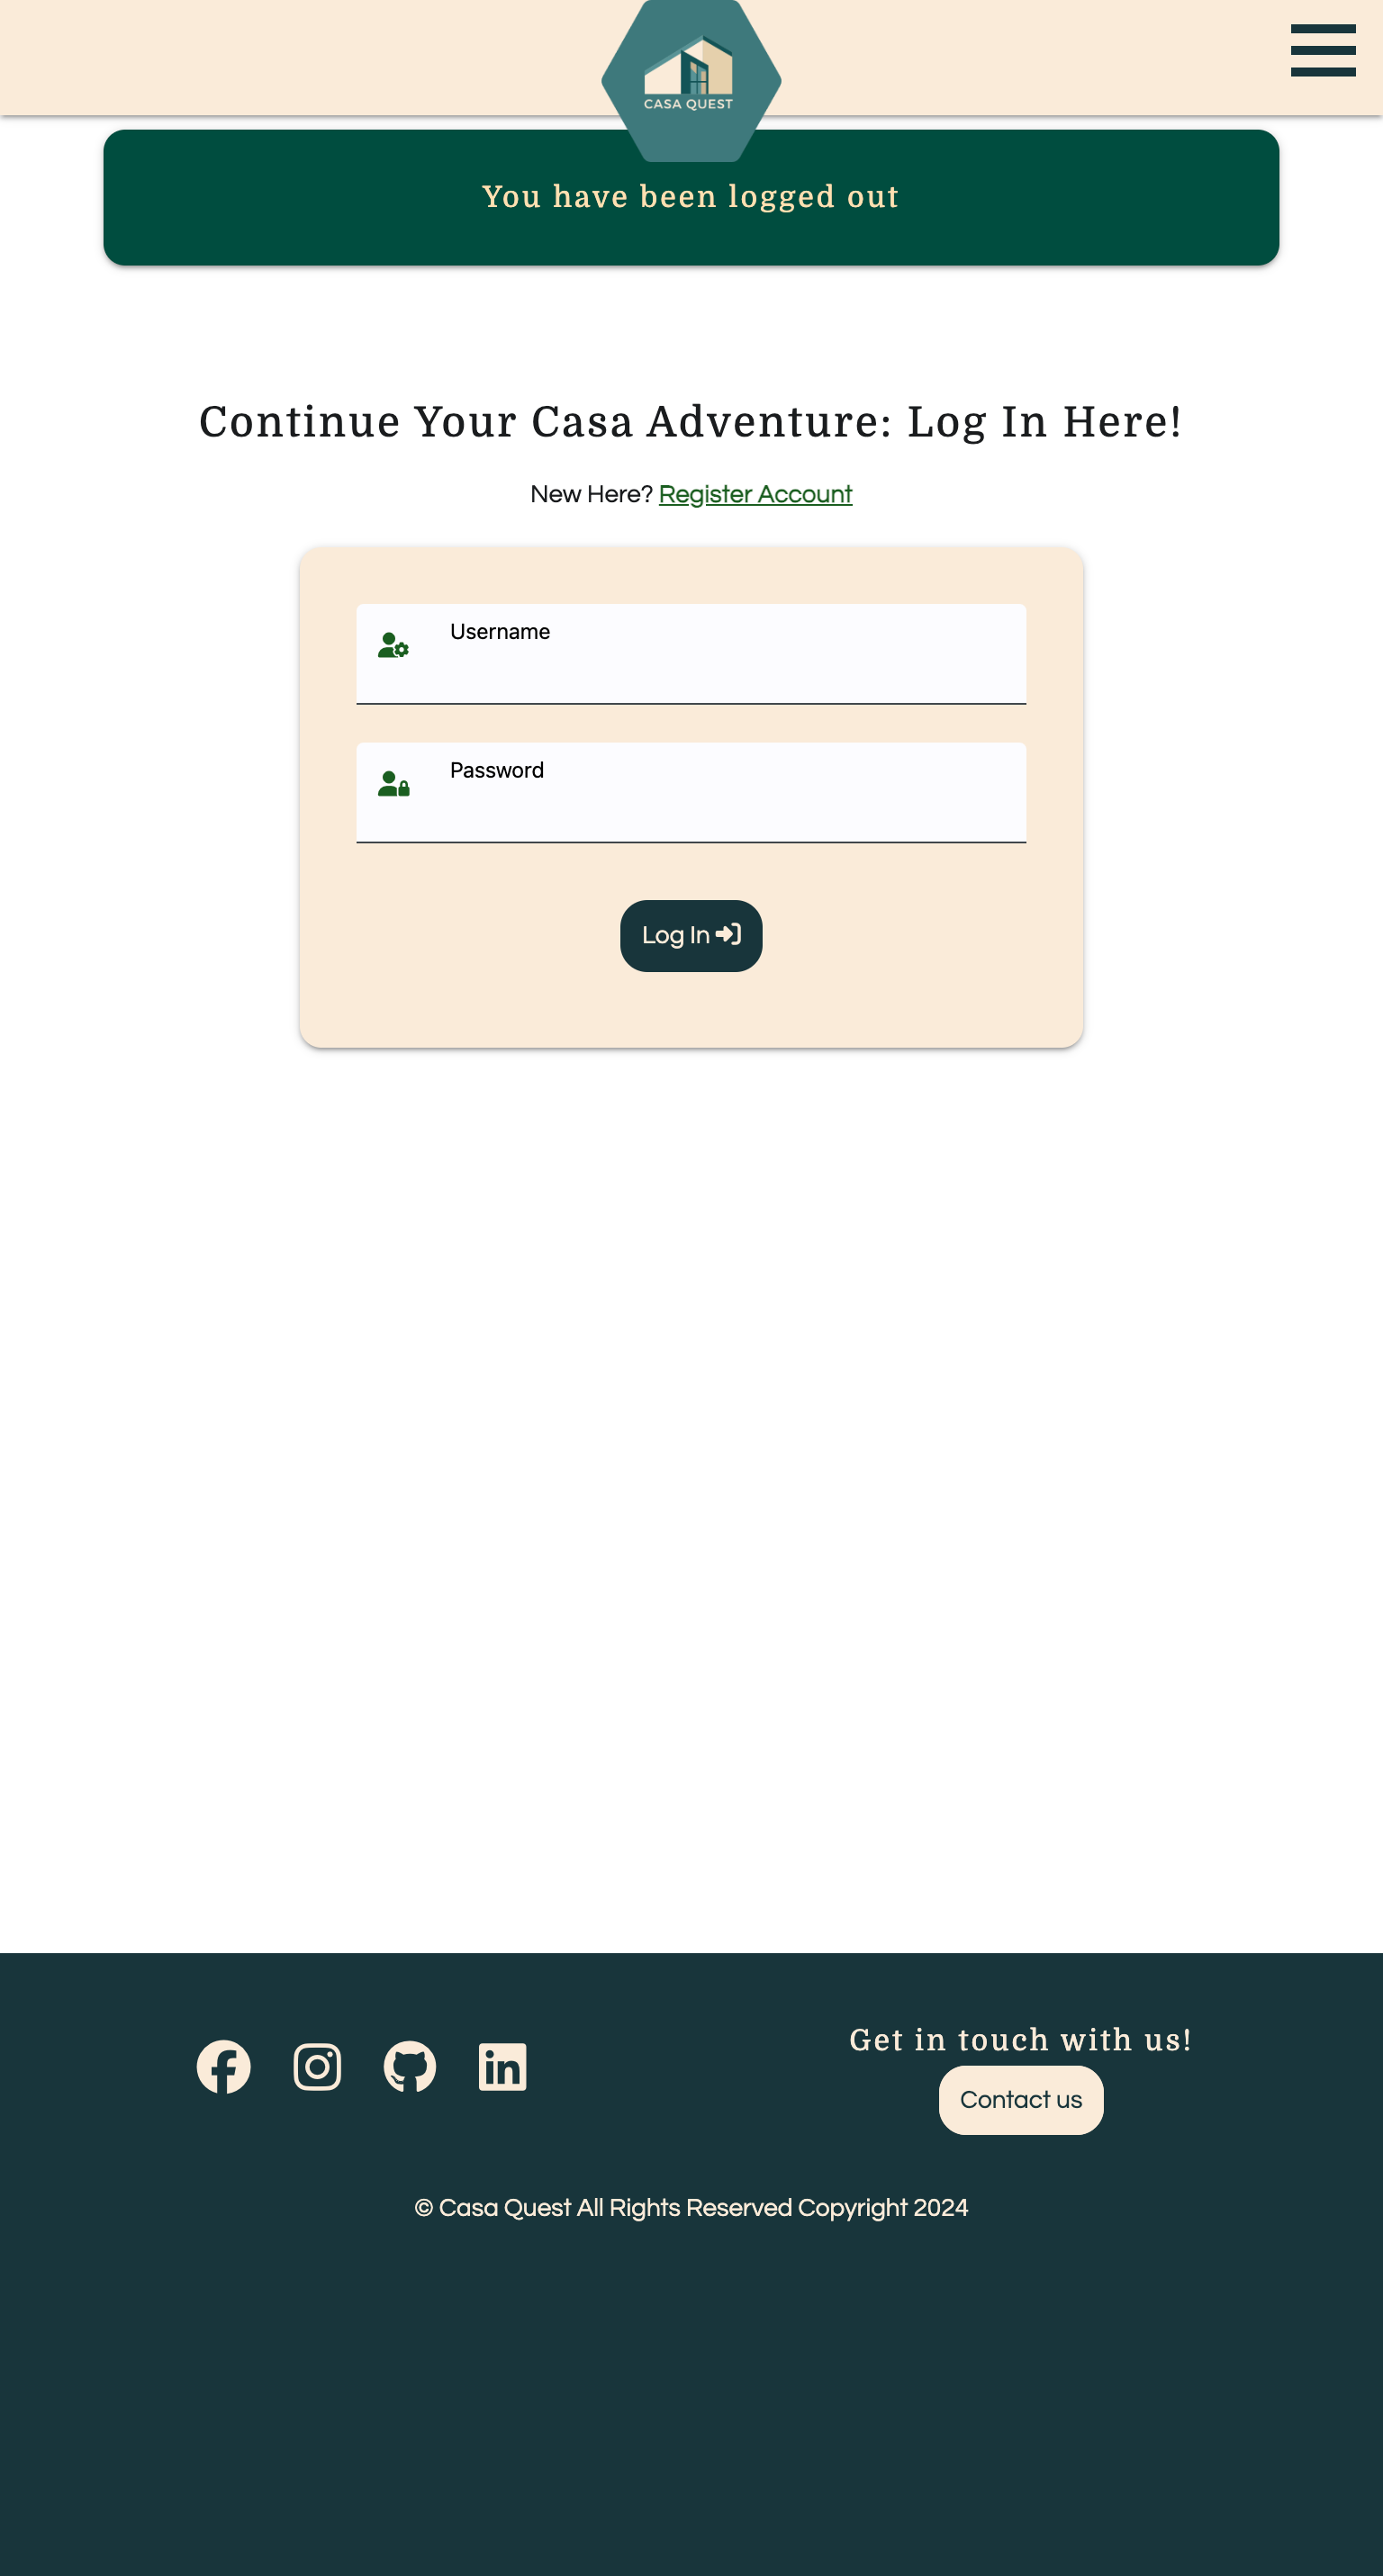 CASA QUEST
You have been logged out
Continue Your Casa Adventure: Log In Here!
New Here? Register Account
Username
Password
Log In
Get in touch with us!
Contact us
© Casa Quest All Rights Reserved Copyright 2024